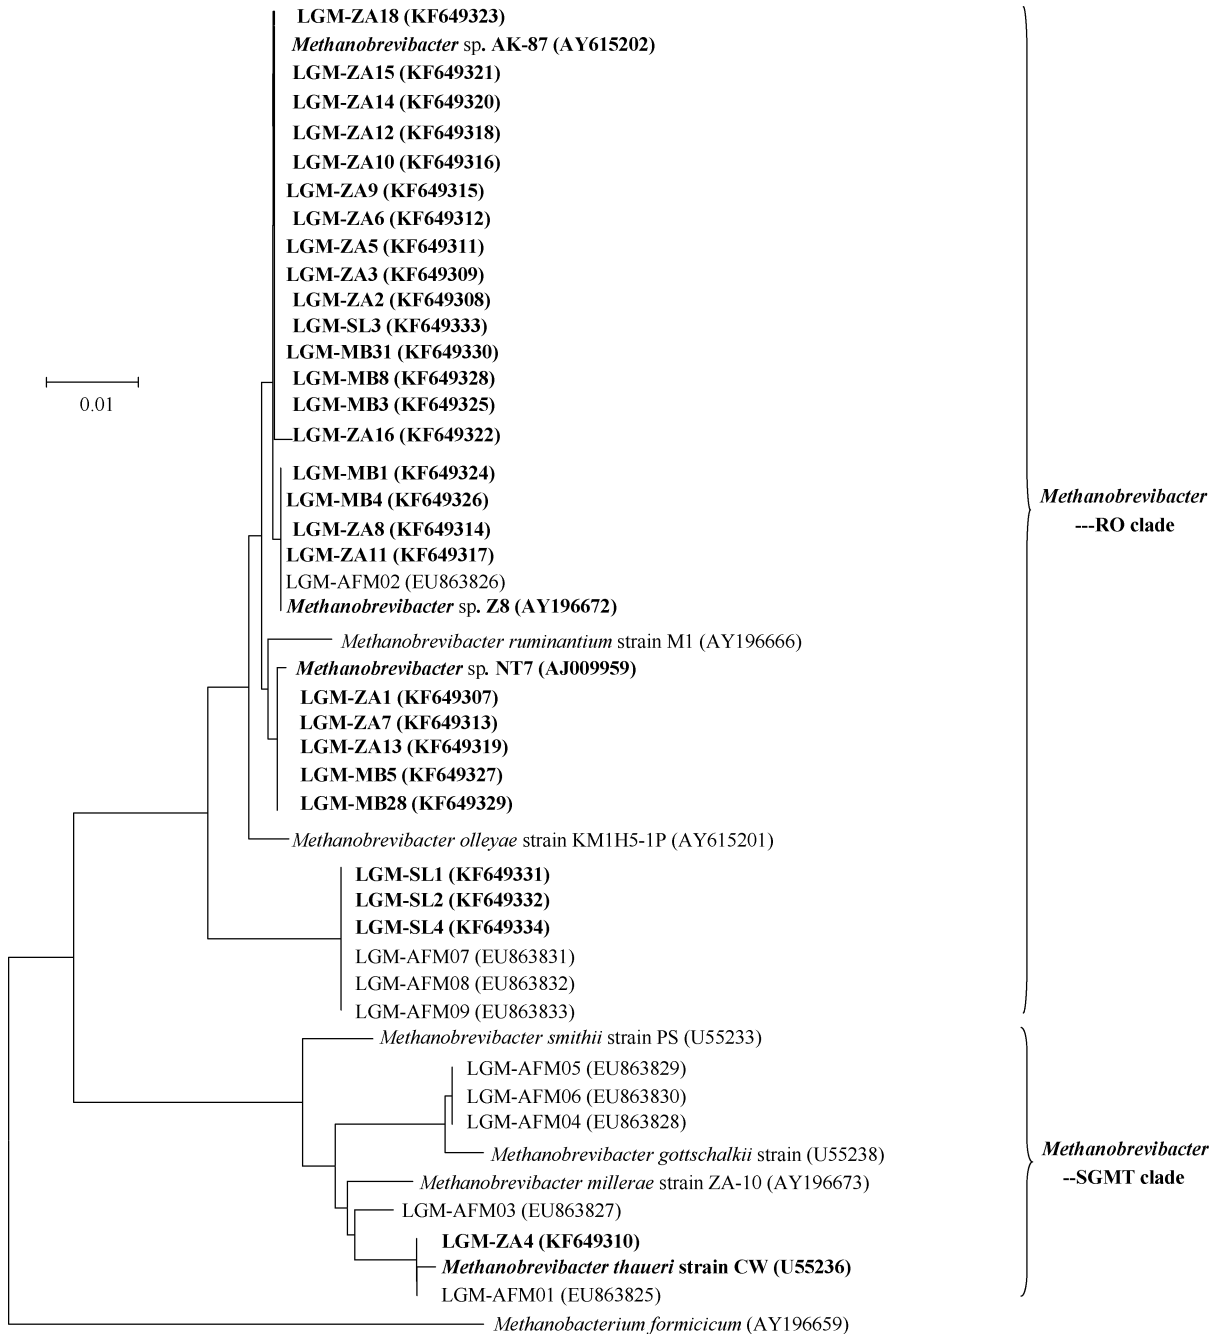 LGM-ZA18 (KF649323)
Methanobrevibacter sp. AK-87 (AY615202)
LGM-ZA15 (KF649321)
LGM-ZA14 (KF649320)
LGM-ZA12 (KF649318)
LGM-ZA10 (KF649316)
LGM-ZA9 (KF649315)
LGM-ZA6 (KF649312)
LGM-ZA5 (KF649311)
LGM-ZA3 (KF649309)
LGM-ZA2 (KF649308)
LGM-SL3 (KF649333)
LGM-MB31 (KF649330)
LGM-MB8 (KF649328)
0.01
LGM-MB3 (KF649325)
LGM-ZA16 (KF649322)
LGM-MB1 (KF649324)
LGM-MB4 (KF649326)
Methanobrevibacter
---RO clade
LGM-ZA8 (KF649314)
LGM-ZA11 (KF649317)
LGM-AFM02 (EU863826)
Methanobrevibacter sp. Z8 (AY196672)
Methanobrevibacter ruminantium strain M1 (AY196666)
Methanobrevibacter sp. NT7 (AJ009959)
LGM-ZA1 (KF649307)
LGM-ZA7 (KF649313)
LGM-ZA13 (KF649319)
LGM-MB5 (KF649327)
LGM-MB28 (KF649329)
Methanobrevibacter olleyae strain KM1H5-1P (AY615201)
LGM-SL1 (KF649331)
LGM-SL2 (KF649332)
LGM-SL4 (KF649334)
LGM-AFM07 (EU863831)
LGM-AFM08 (EU863832)
LGM-AFM09 (EU863833)
Methanobrevibacter smithii strain PS (U55233)
LGM-AFM05 (EU863829)
LGM-AFM06 (EU863830)
LGM-AFM04 (EU863828)
Methanobrevibacter gottschalkii strain (U55238)
Methanobrevibacter
--SGMT clade
Methanobrevibacter millerae strain ZA-10 (AY196673)
LGM-AFM03 (EU863827)
LGM-ZA4 (KF649310)
Methanobrevibacter thaueri strain CW (U55236)
LGM-AFM01 (EU863825)
Methanobacterium formicicum (AY196659)